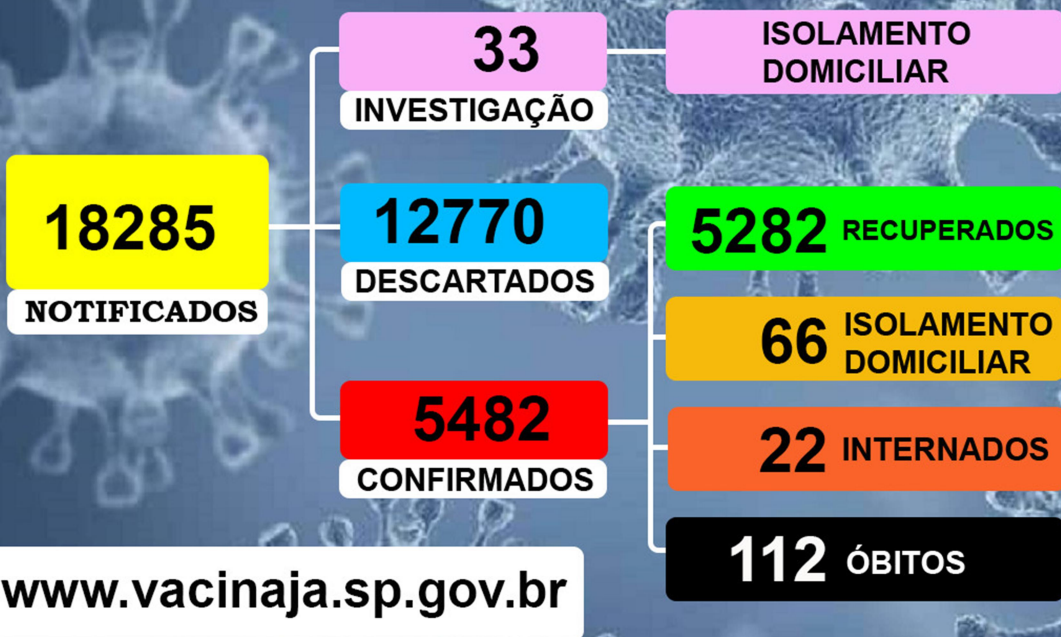 33
INVESTIGAÇÃO
ISOLAMENTO
DOMICILIAR
18285
NOTIFICADOS
12770
DESCARTADOS
5482
CONFIRMADOS
5282 RECUPERADOS
66 ISOLAMENTO
DOMICILIAR
22 INTERNADOS
112 ÓBITOS
www.vacinaja.sp.gov.br